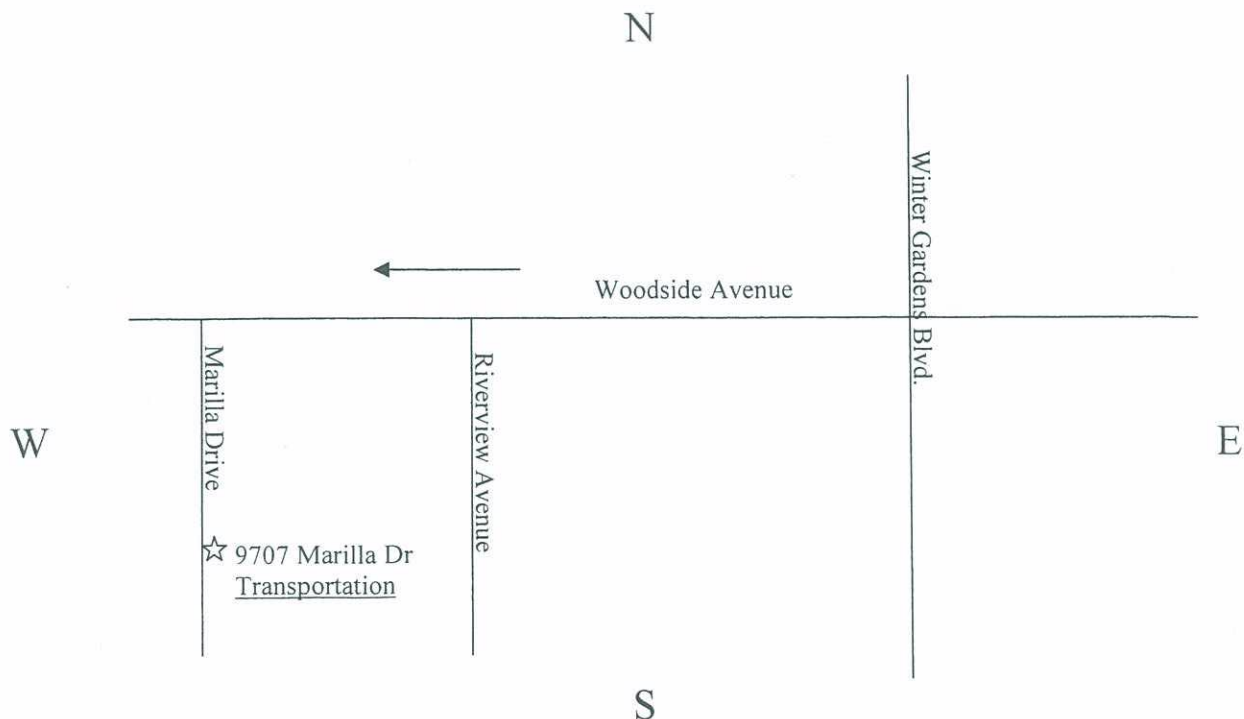 N
Winter Gardens Blvd.
Woodside Avenue
Marilla Drive
Riverview Avenue
W
E
9707 Marilla Dr
Transportation
S